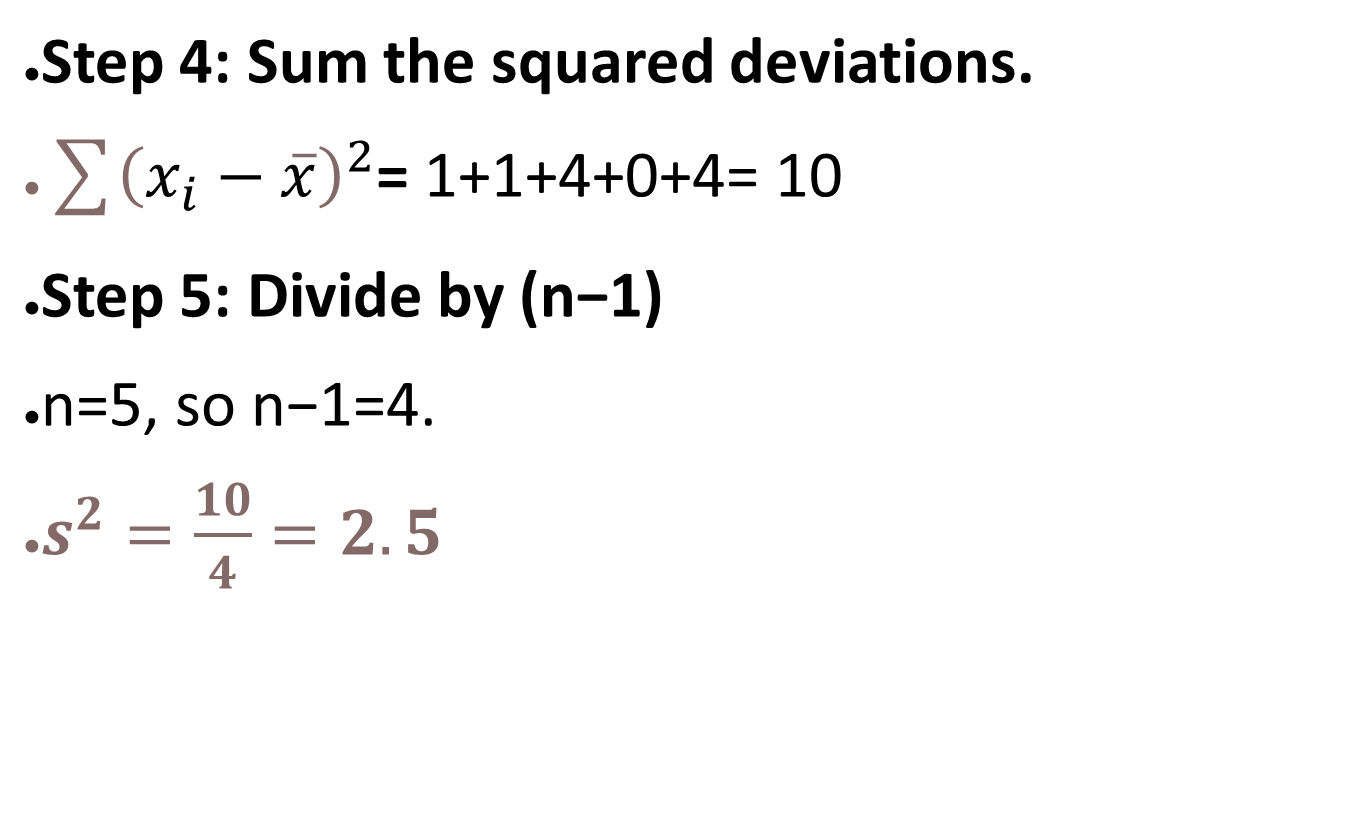 •Step 4: Sum the squared deviations.
•∑(xᵢ − x̄)²= 1+1+4+0+4= 10
•Step 5: Divide by (n−1)
•n=5, so n−1=4.
•s² = 10/4 = 2.5